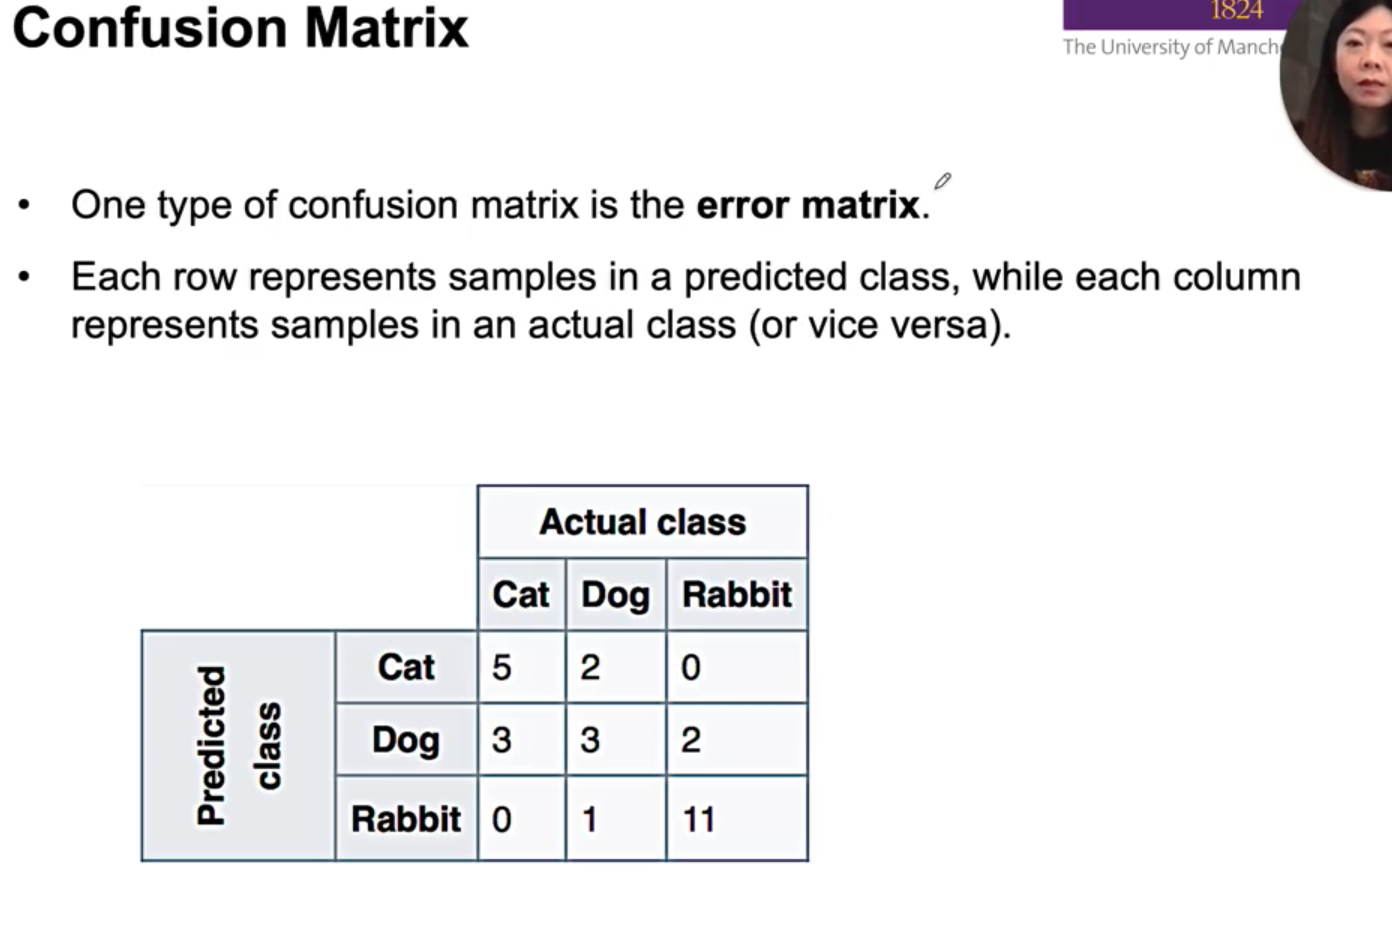 Confusion Matrix
1824
The University of Manch
• One type of confusion matrix is the error matrix.
• Each row represents samples in a predicted class, while each column
represents samples in an actual class (or vice versa).
Actual class
Cat Dog Rabbit
Predicted
class
Cat 5 2 0
Dog 3 3 2
Rabbit 0 1 11